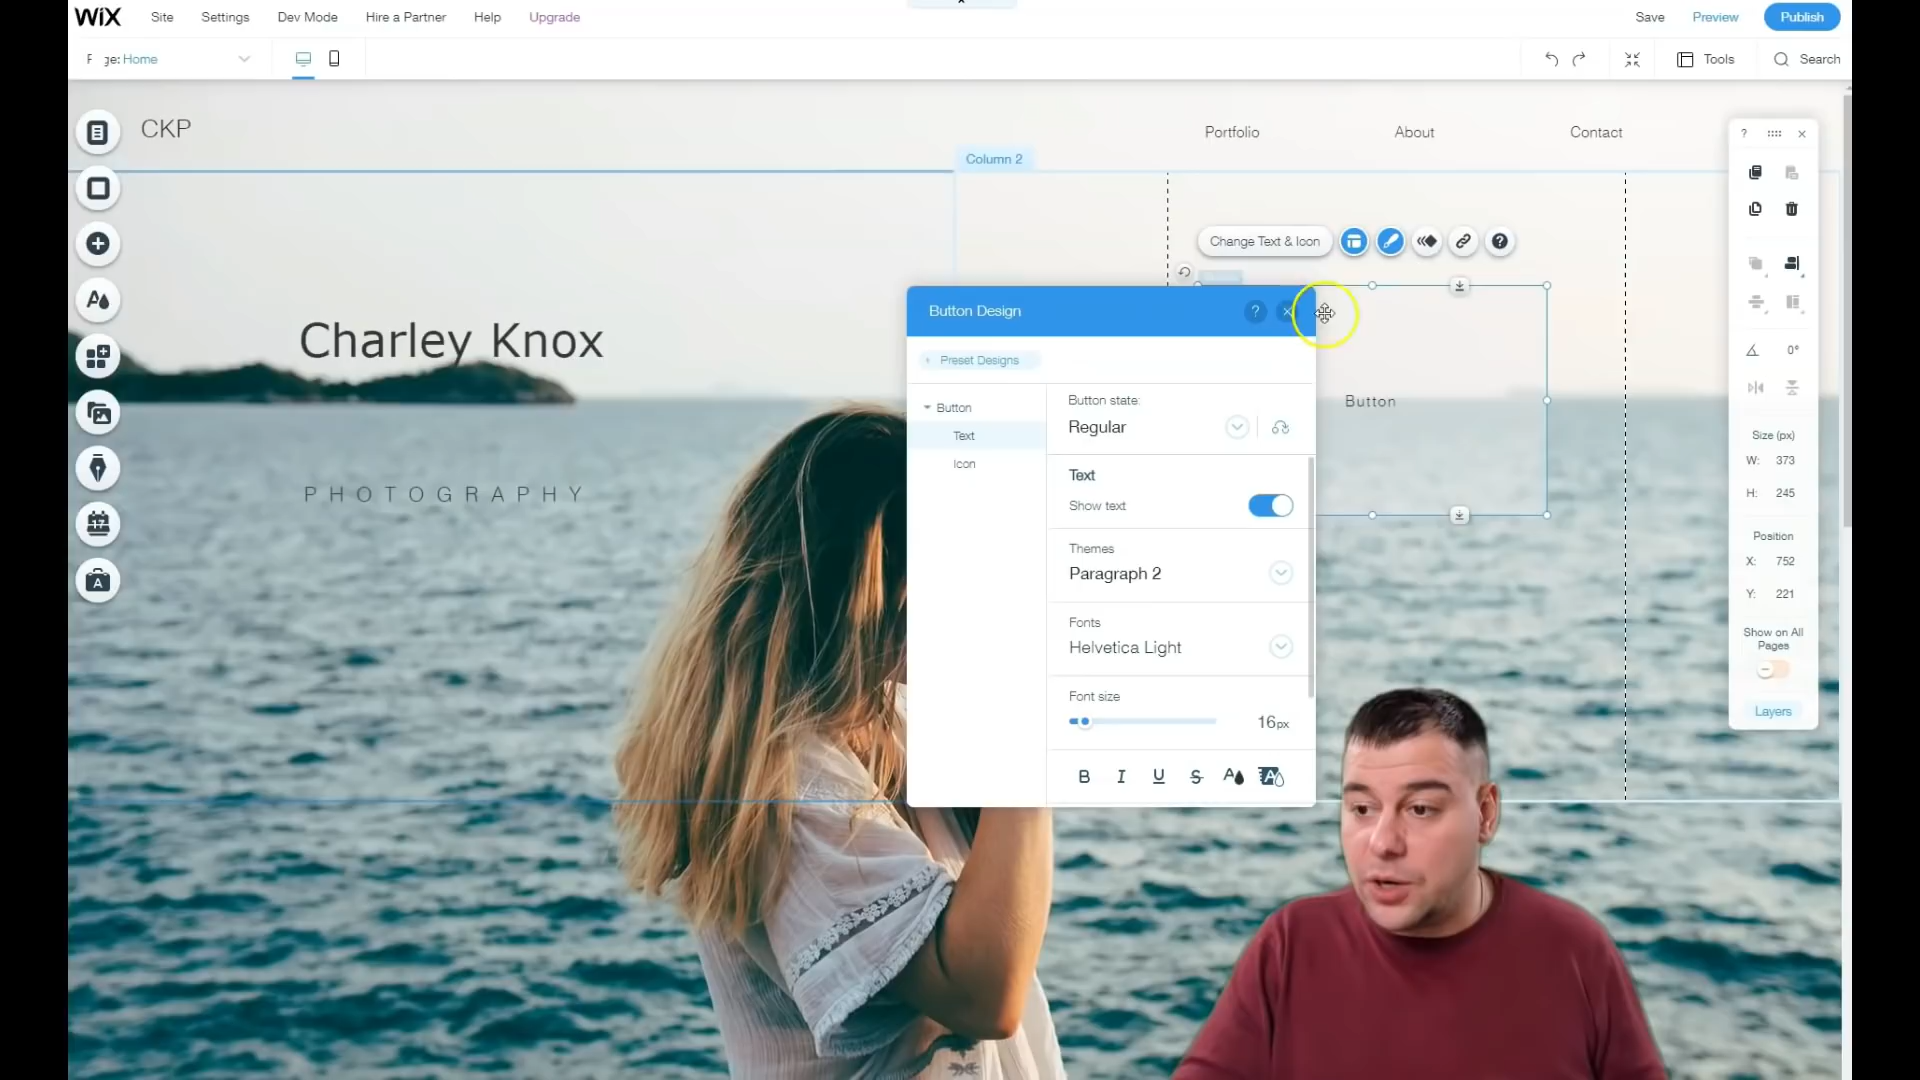 WiX Site Settings Dev Mode Hire a Partner Help Upgrade Save Preview Publish
ge: Home Tools Search
CKP Portfolio About Contact
Column 2
Change Text & Icon
Button Design
Preset Designs
Button
Text
Icon
Button state:
Regular
Text
Show text
Themes
Paragraph 2
Fonts
Helvetica Light
Font size
16px
B I U S A A
Button
Charley Knox
PHOTOGRAPHY
17
A
0°
Size (px)
W: 373
H: 245
Position
X: 752
Y: 221
Show on All
Pages
Layers